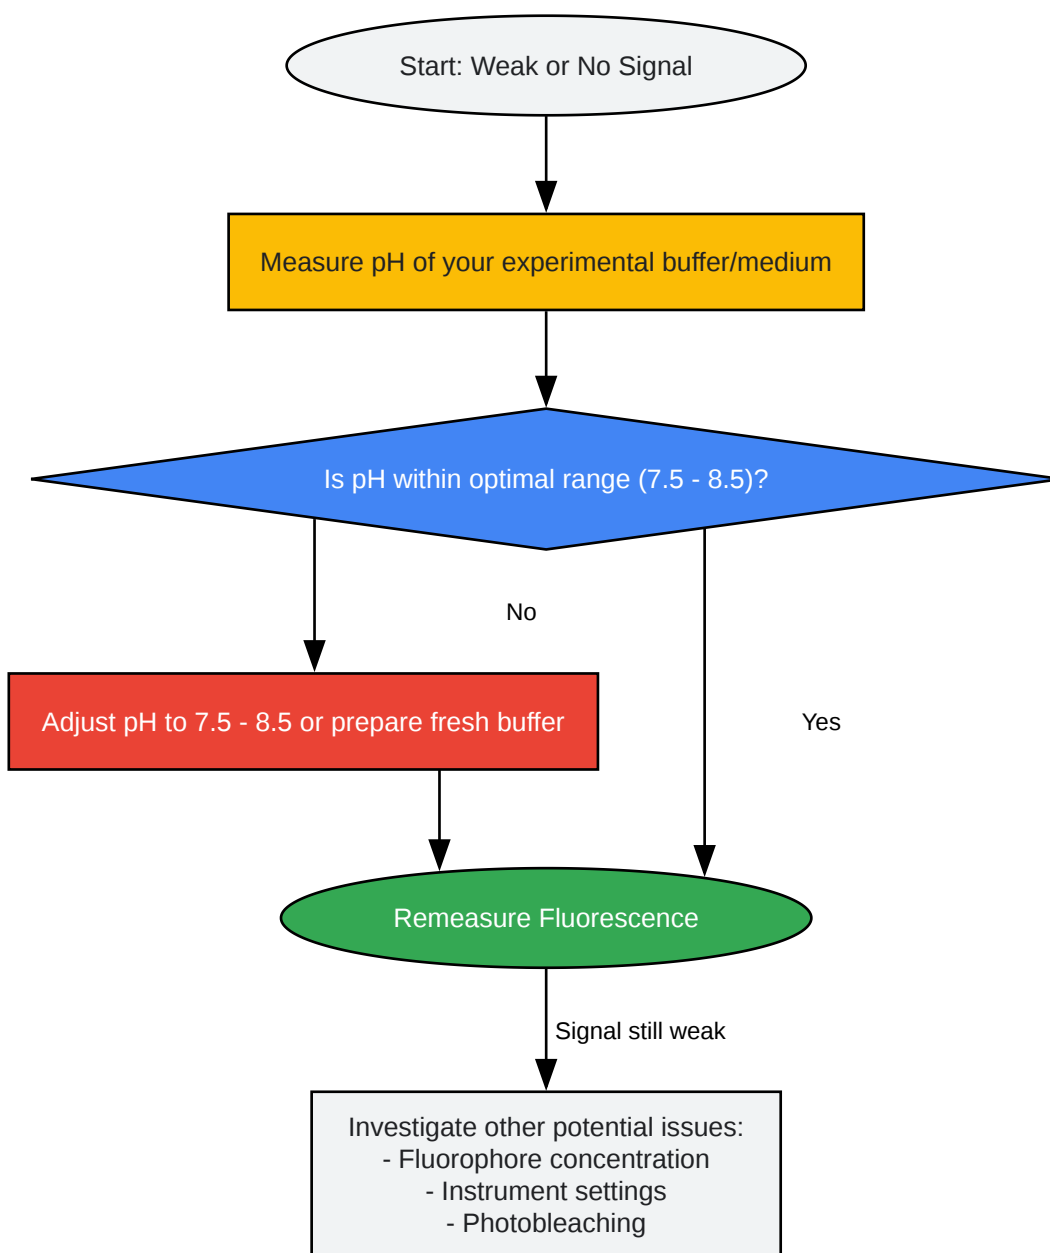 Start: Weak or No Signal
Measure pH of your experimental buffer/medium
Is pH within optimal range (7.5 - 8.5)?
No
Adjust pH to 7.5 - 8.5 or prepare fresh buffer
Yes
Remeasure Fluorescence
Signal still weak
Investigate other potential issues:
- Fluorophore concentration
- Instrument settings
- Photobleaching